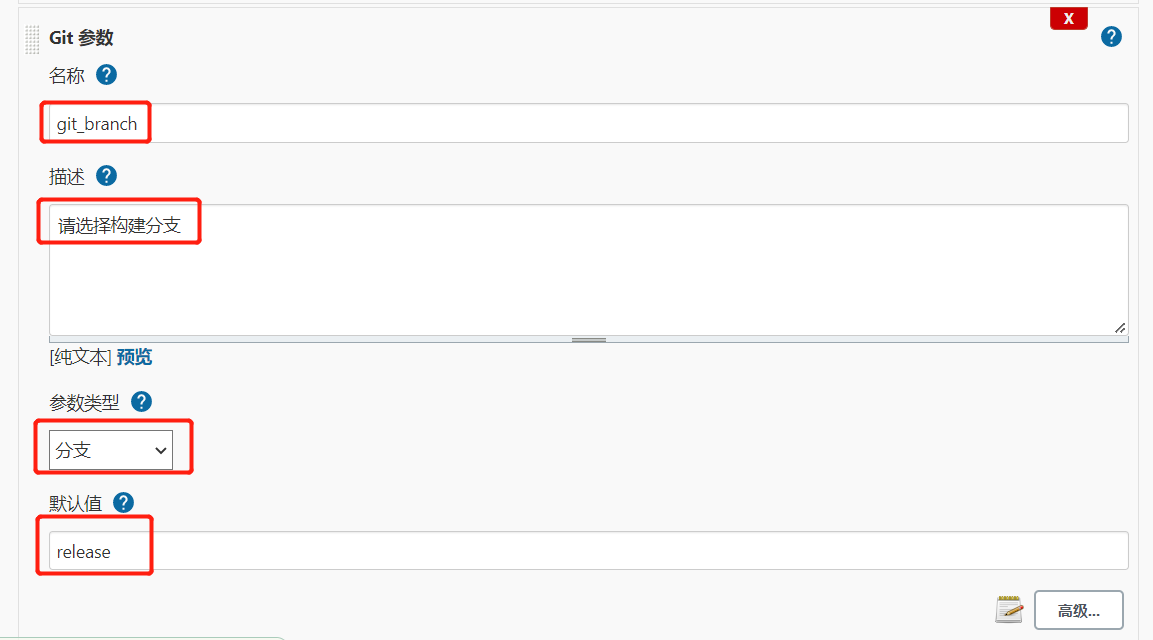 X
Git 参数
?
名称 ?
git_branch
描述 ?
请选择构建分支
[纯文本] 预览
参数类型 ?
分支
默认值 ?
release
高级...